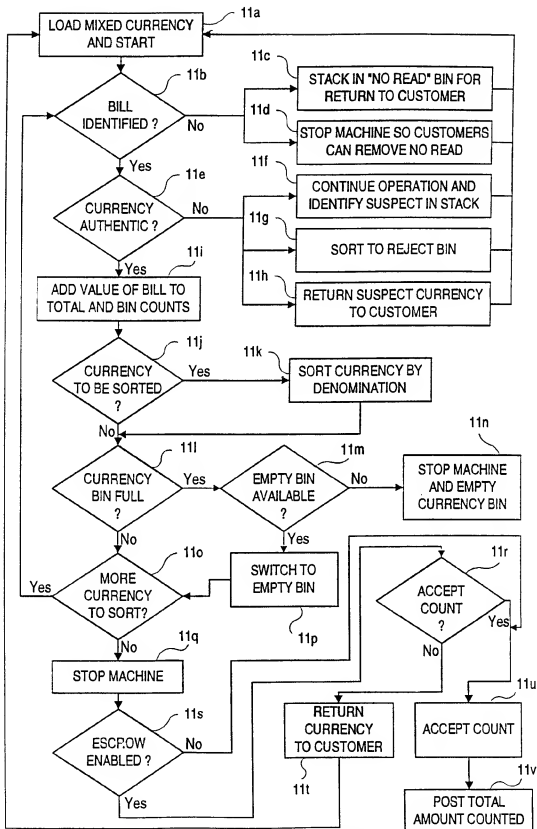 11a
LOAD MIXED CURRENCY
AND START
11b
BILL
IDENTIFIED ?
No
Yes
11c
STACK IN "NO READ" BIN FOR
RETURN TO CUSTOMER
11d
STOP MACHINE SO CUSTOMERS
CAN REMOVE NO READ
11e
CURRENCY
AUTHENTIC ?
No
Yes
11f
CONTINUE OPERATION AND
IDENTIFY SUSPECT IN STACK
11g
SORT TO REJECT BIN
11h
RETURN SUSPECT CURRENCY
TO CUSTOMER
11i
ADD VALUE OF BILL TO
TOTAL AND BIN COUNTS
11j
CURRENCY
TO BE SORTED
?
Yes
No
11k
SORT CURRENCY BY
DENOMINATION
11l
CURRENCY
BIN FULL
?
Yes
No
11m
EMPTY BIN
AVAILABLE
?
No
Yes
11n
STOP MACHINE
AND EMPTY
CURRENCY BIN
11o
MORE
CURRENCY
TO SORT?
Yes
No
SWITCH TO
EMPTY BIN
11p
11q
STOP MACHINE
11r
ACCEPT
COUNT
?
Yes
No
11s
ESCROW
ENABLED ?
No
Yes
RETURN
CURRENCY
TO CUSTOMER
11t
11u
ACCEPT COUNT
11v
POST TOTAL
AMOUNT COUNTED